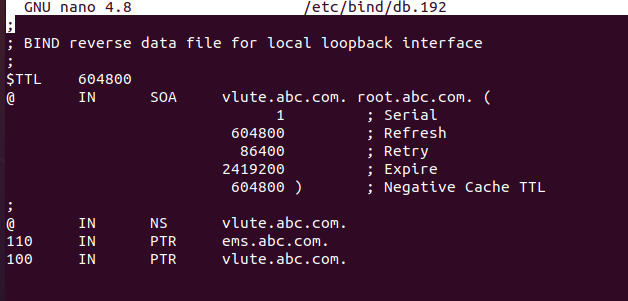 GNU nano 4.8 /etc/bind/db.192
;
; BIND reverse data file for local loopback interface
;
$TTL 604800
@ IN SOA vlute.abc.com. root.abc.com. (
1 ; Serial
604800 ; Refresh
86400 ; Retry
2419200 ; Expire
604800 ) ; Negative Cache TTL
;
@ IN NS vlute.abc.com.
110 IN PTR ems.abc.com.
100 IN PTR vlute.abc.com.